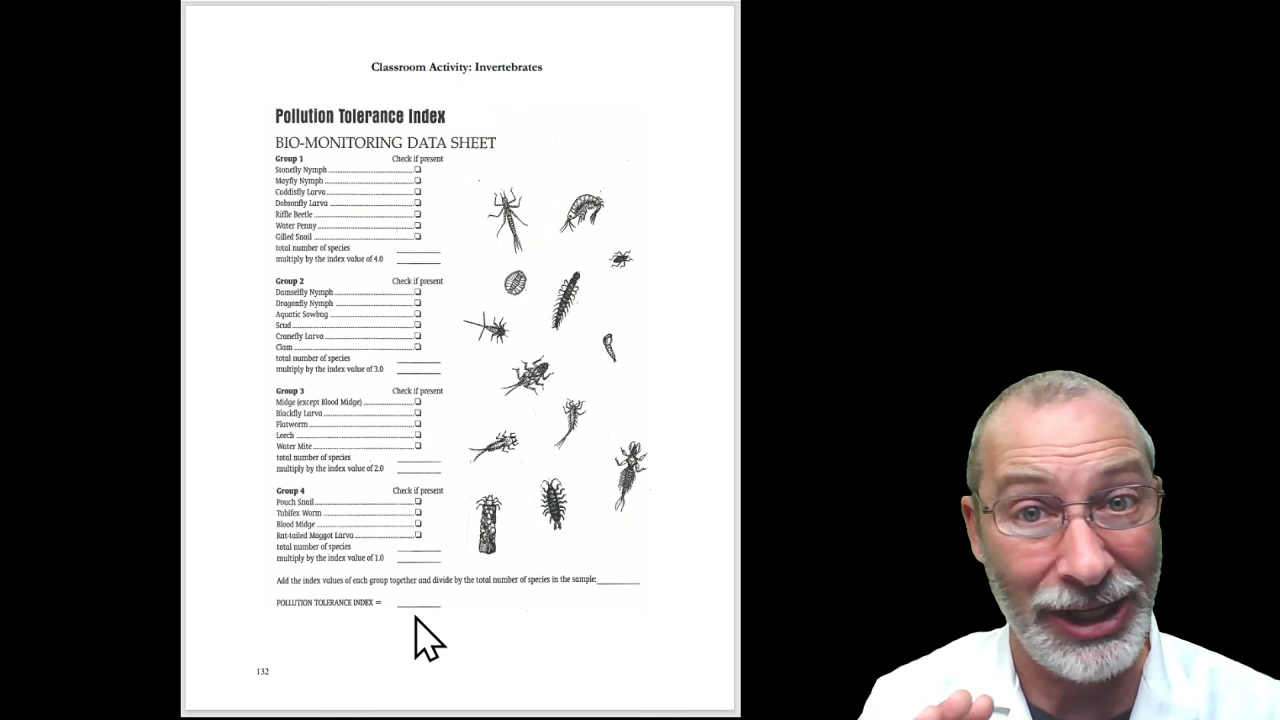 Classroom Activity: Invertebrates
Pollution Tolerance Index
BIO-MONITORING DATA SHEET
Group 1 Check if present
Stonefly Nymph
Mayfly Nymph
Caddisfly Larva
Dobsonfly Larva
Riffle Beetle
Water Penny
Gilled Snail
total number of species
multiply by the index value of 4.0
Group 2 Check if present
Damselfly Nymph
Dragonfly Nymph
Aquatic Sowbug
Scud
Cranefly Larva
Clam
total number of species
multiply by the index value of 3.0
Group 3 Check if present
Midge (except Blood Midge)
Blackfly Larva
Flatworm
Leech
Water Mite
total number of species
multiply by the index value of 2.0
Group 4 Check if present
Pouch Snail
Tubifex Worm
Blood Midge
Rat-tailed Maggot Larva
total number of species
multiply by the index value of 1.0
Add the index values of each group together and divide by the total number of species in the sample:
POLLUTION TOLERANCE INDEX =
132